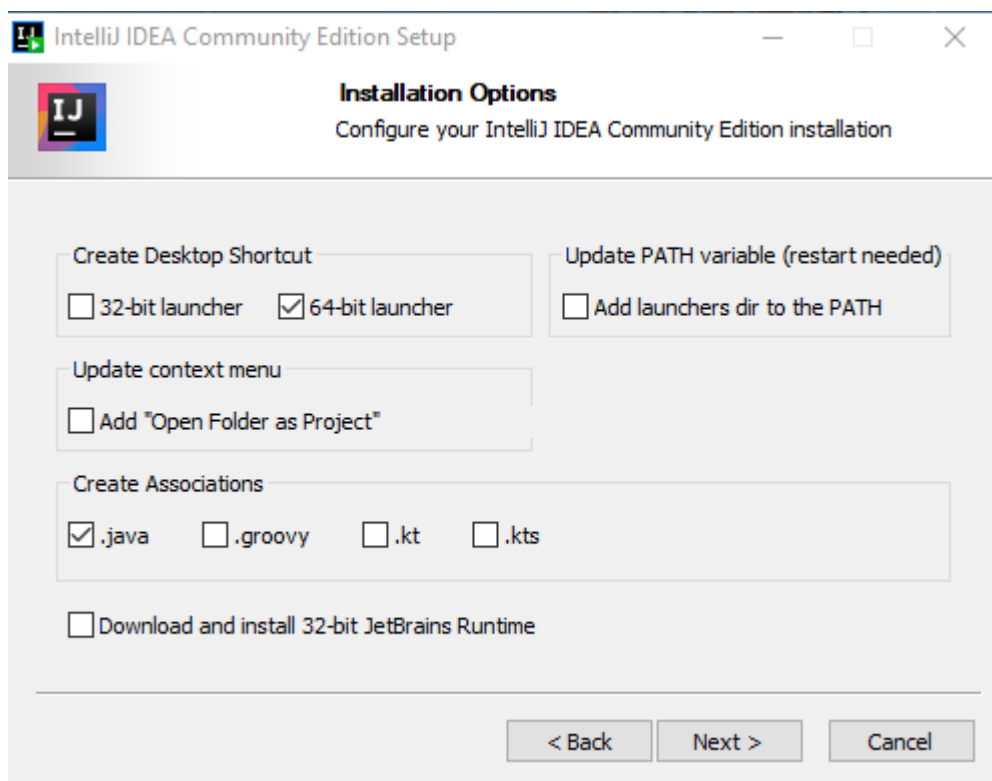 IntelliJ IDEA Community Edition Setup
IJ
Installation Options
Configure your IntelliJ IDEA Community Edition installation
Create Desktop Shortcut
32-bit launcher 64-bit launcher
Update PATH variable (restart needed)
Add launchers dir to the PATH
Update context menu
Add "Open Folder as Project"
Create Associations
.java .groovy .kt .kts
Download and install 32-bit JetBrains Runtime
< Back Next > Cancel